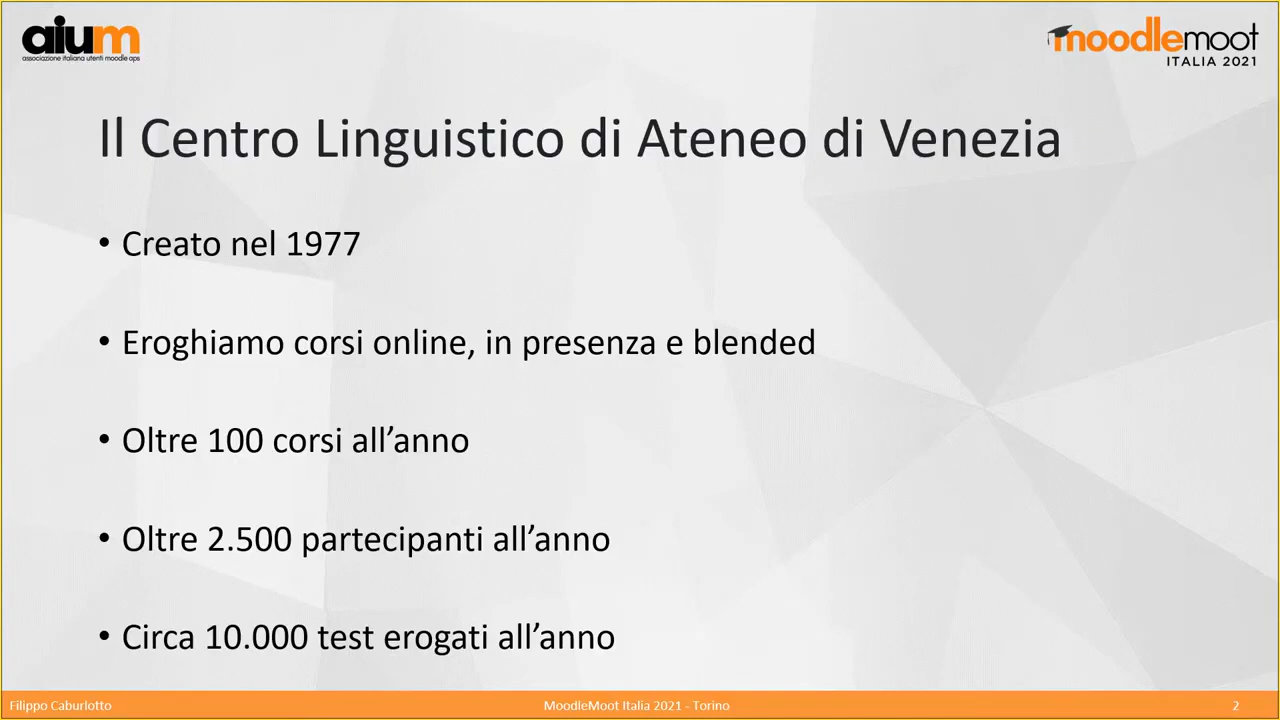 aium
associazione italiana utenti moodle aps
moodlemoot
ITALIA 2021
Il Centro Linguistico di Ateneo di Venezia
• Creato nel 1977
• Eroghiamo corsi online, in presenza e blended
• Oltre 100 corsi all’anno
• Oltre 2.500 partecipanti all’anno
• Circa 10.000 test erogati all’anno
Filippo Caburlotto
MoodleMoot Italia 2021 - Torino
2